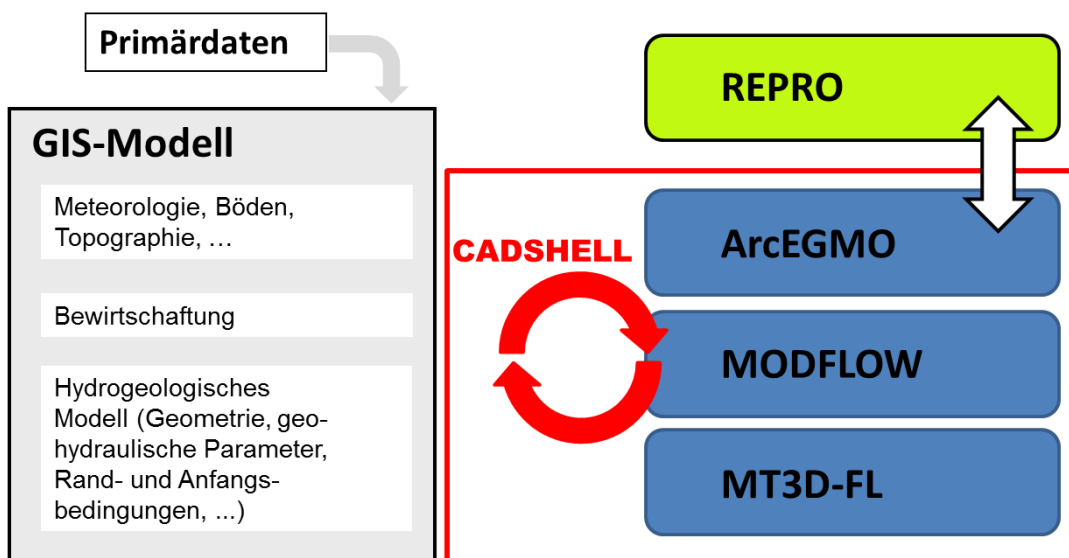 Primärdaten
GIS-Modell
Meteorologie, Böden,
Topographie, ...
Bewirtschaftung
Hydrogeologisches
Modell (Geometrie, geo-
hydraulische Parameter,
Rand- und Anfangs-
bedingungen, ...)
REPRO
CADSHELL
ArcEGMO
MODFLOW
MT3D-FL